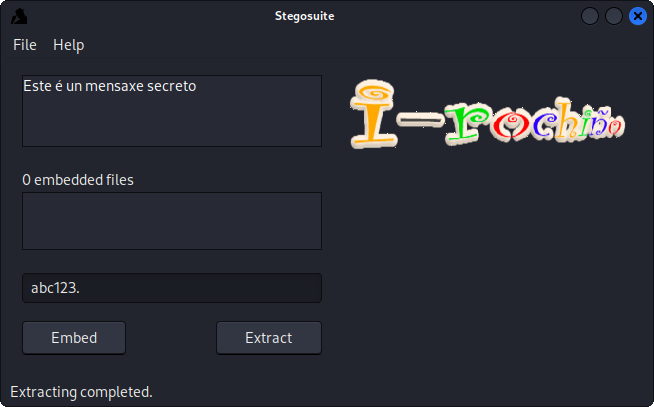 Stegosuite
File Help
Este é un mensaxe secreto
I-rochiño
0 embedded files
abc123.
Embed Extract
Extracting completed.